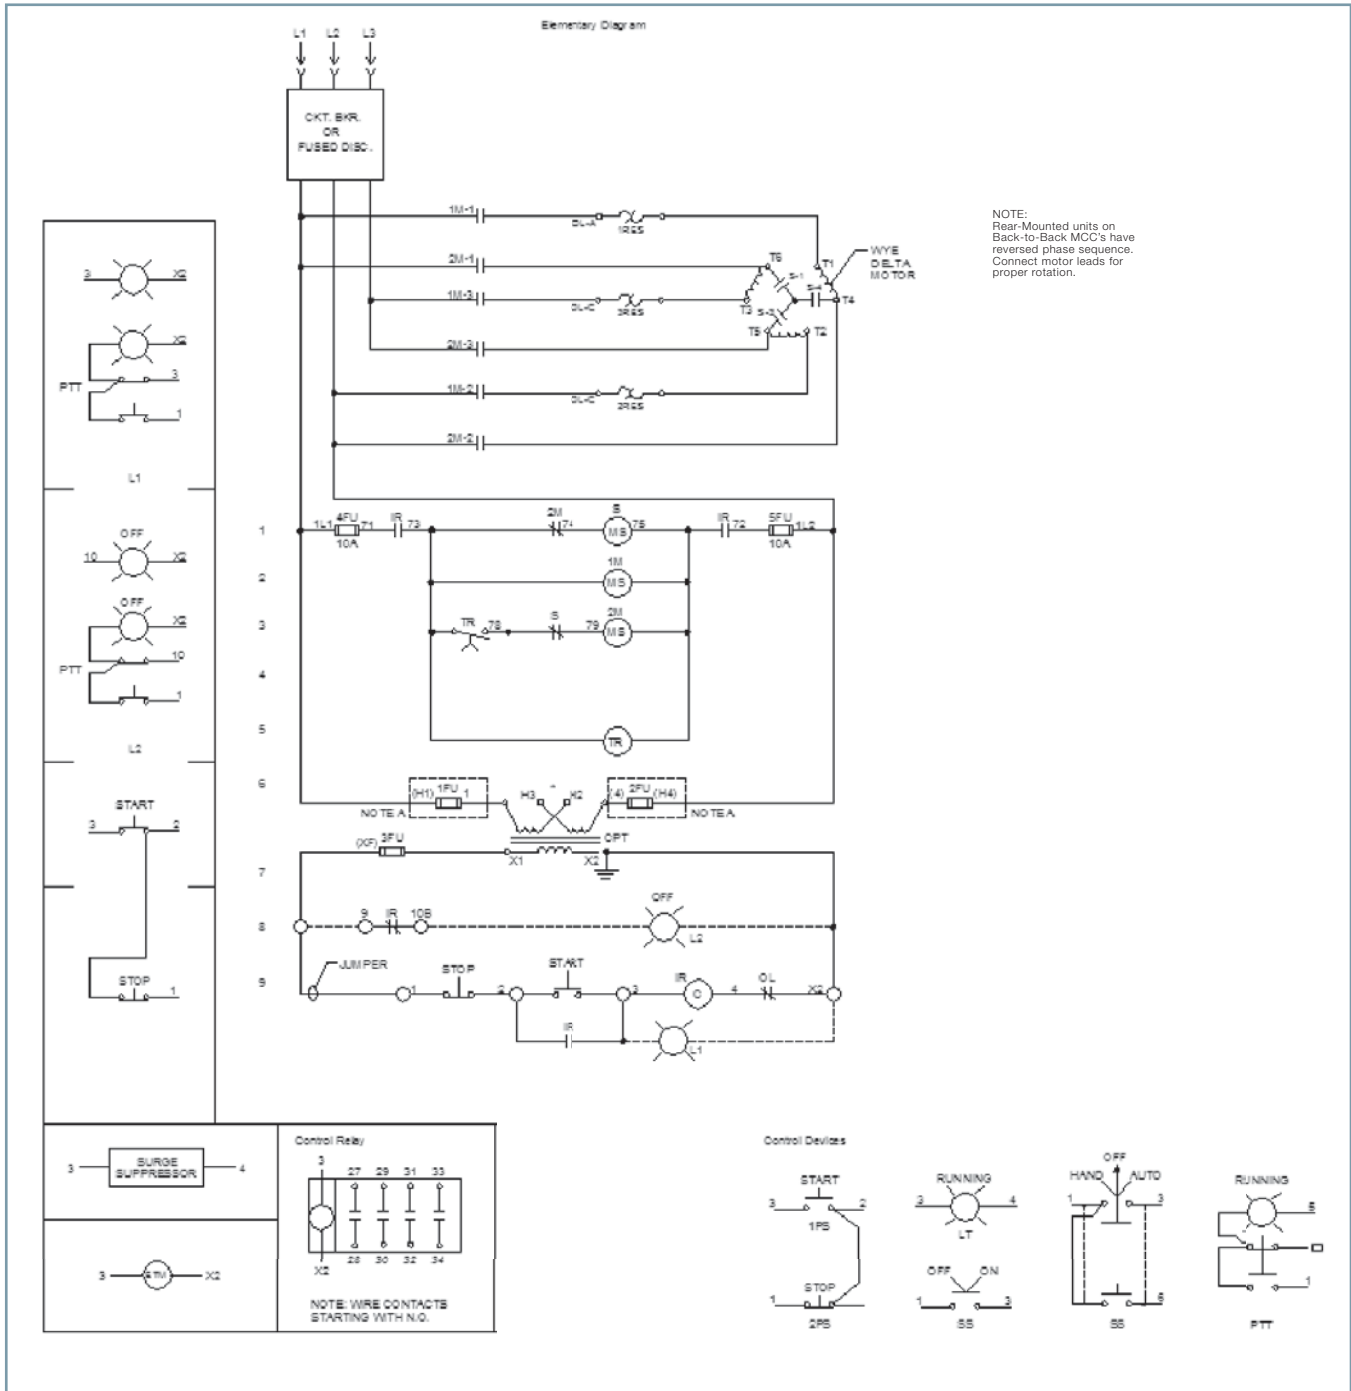 Elementary Diagram
L1 L2 L3
CKT. BKR.
OR
FUSED DISC.
NOTE:
Rear-Mounted units on
Back-to-Back MCC's have
reversed phase sequence.
Connect motor leads for
proper rotation.
1M-1
OL-A
1RES
2M-1
T6
S-1
T1
WYE
DELTA
MOTOR
1M-3
OL-C
3RES
T3
S-4
T4
T5
T2
2M-3
1M-2
OL-C
2RES
2M-2
3 X2
X2
PTT
3
1
L1
OFF
10 X2
OFF
X2
PTT
10
1
L2
START
3 2
STOP
1
1
1L1 4FU 71 IR 73
10A
2M 74 S MS 75
IR 72 5FU 1L2
10A
2
1M
MS
3
TR 78 S 79 2M MS
4
5
TR
6
(H1) 1FU 1
NOTE A
H3 H2
(4) 2FU (H4)
NOTE A
(XF) 3FU
CPT
X1 X2
7
8
9 IR 10B
OFF
L2
9
JUMPER
1
STOP
2
START
3
IR
C
4
OL
X2
IR
L1
3 SURGE
SUPPRESSOR 4
3 ETM X2
Control Relay
3
27 29 31 33
28 30 32 34
X2
NOTE: WIRE CONTACTS
STARTING WITH N.O.
Control Devices
START
3 2
1PB
STOP
1
2PB
RUNNING
3 4
LT
OFF ON
1 3
SS
OFF
HAND AUTO
1 3
SS
RUNNING
1
PTT